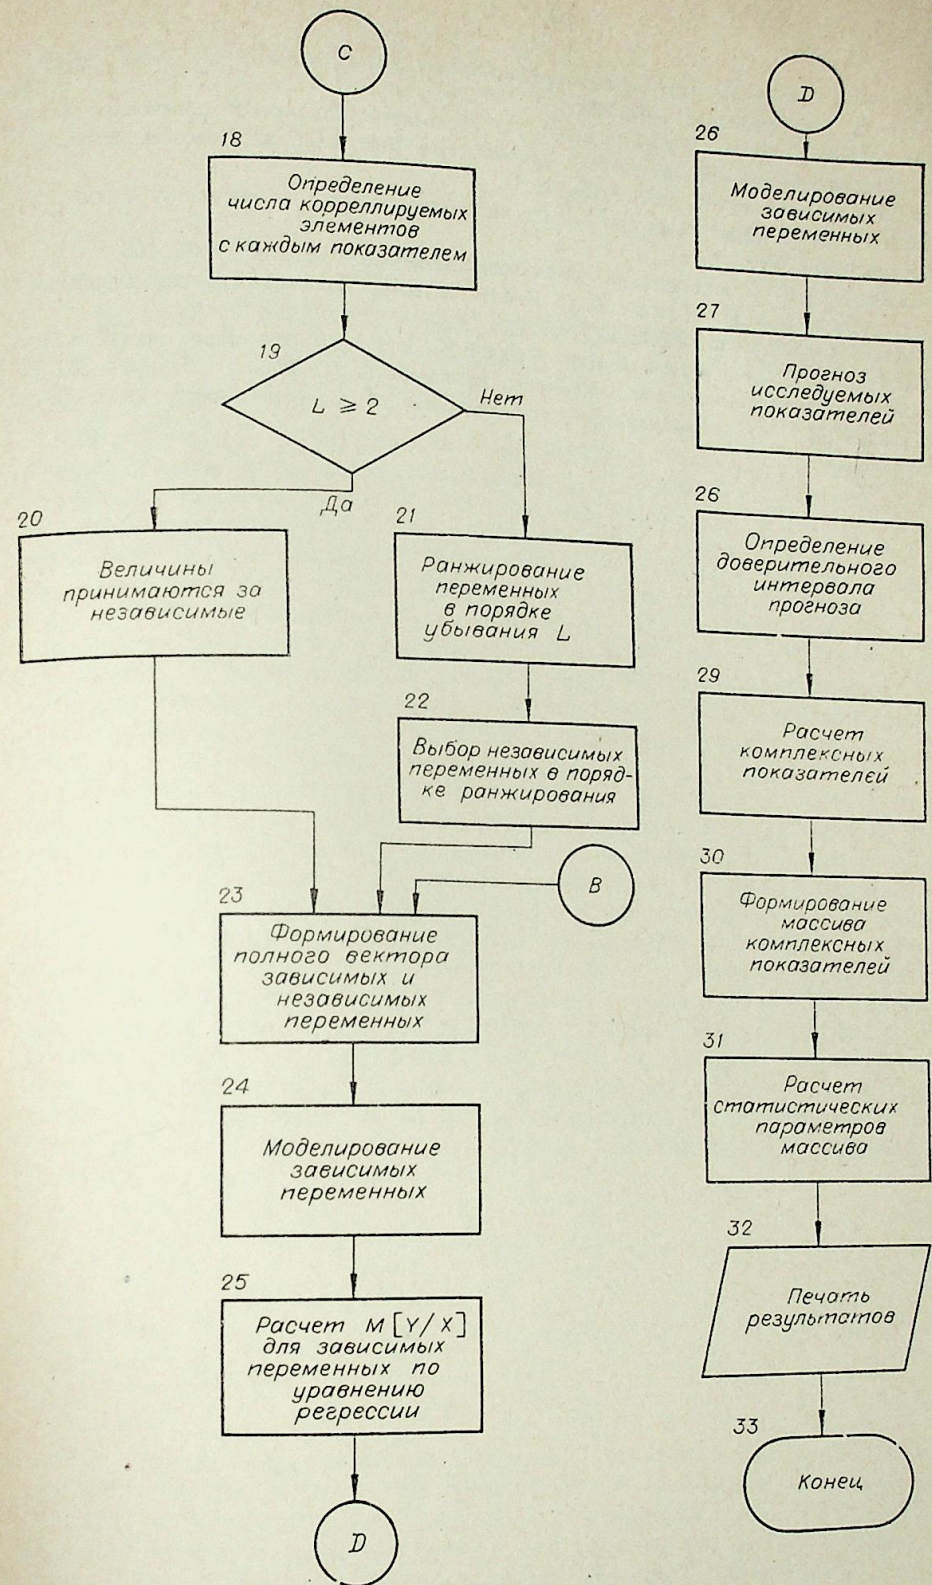 C
18
Определение
числа корреллируемых
элементов
с каждым показателем
19
L ≥ 2
Нет
Да
20
Величины
принимаются за
независимые
21
Ранжирование
переменных
в порядке
убывания L
22
Выбор независимых
переменных в поряд-
ке ранжирования
B
23
Формирование
полного вектора
зависимых и
независимых
переменных
24
Моделирование
зависимых
переменных
25
Расчет M[Y/X]
для зависимых
переменных по
уравнению
регрессии
D
D
26
Моделирование
зависимых
переменных
27
Прогноз
исследуемых
показателей
26
Определение
доверительного
интервала
прогноза
29
Расчет
комплексных
показателей
30
Формирование
массива
комплексных
показателей
31
Расчет
статистических
параметров
массива
32
Печать
результатов
33
Конец